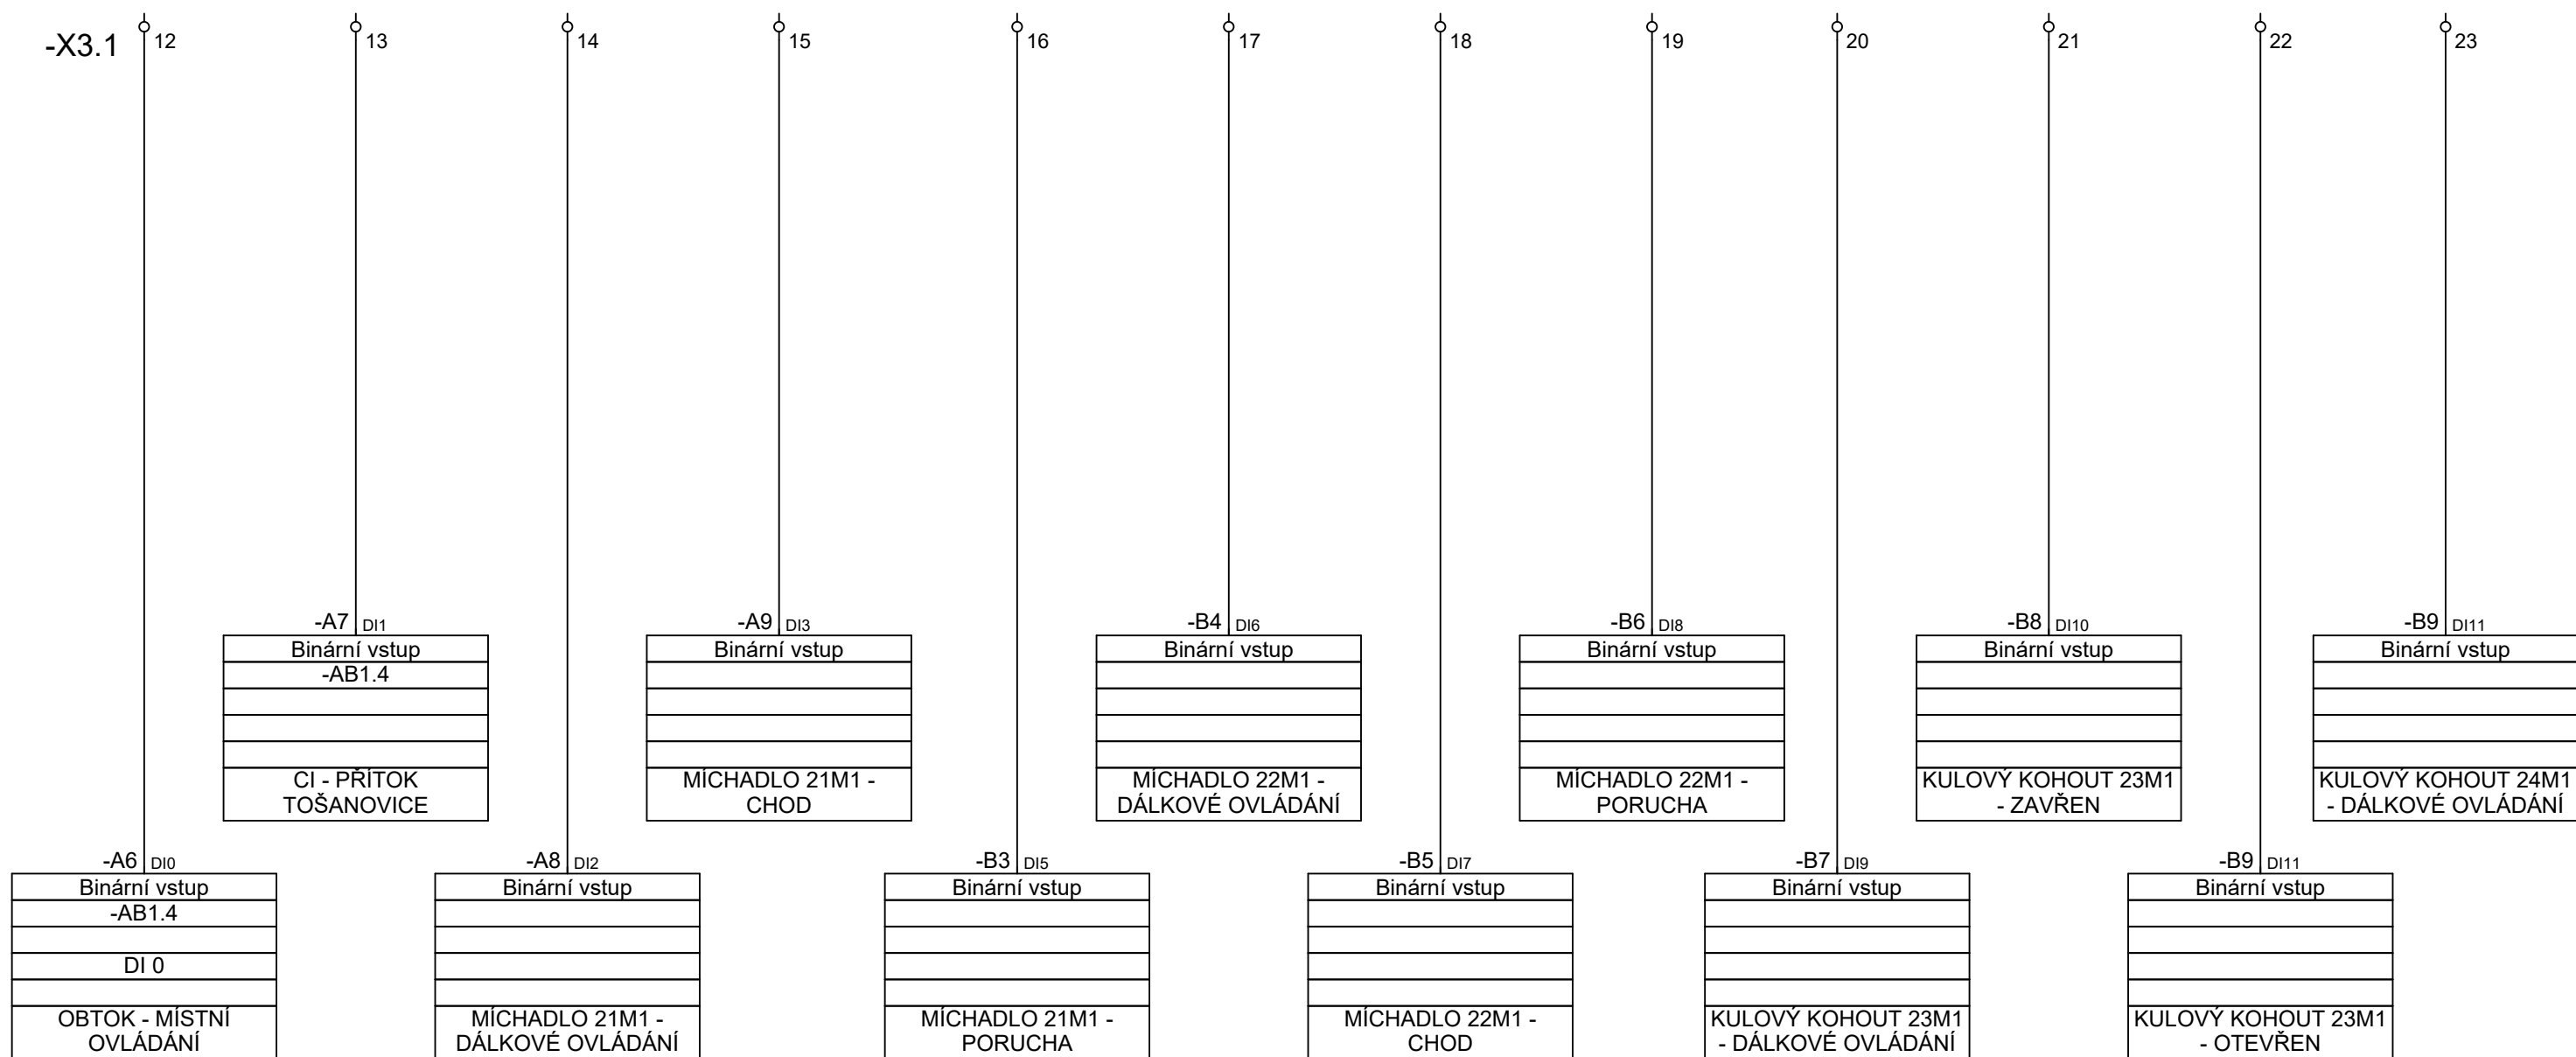 -X3.1
12
13
14
15
16
17
18
19
20
21
22
23
-A7 DI1
Binární vstup
-AB1.4
CI - PŘÍTOK
TOŠANOVICE
-A9 DI3
Binární vstup
MÍCHADLO 21M1 -
CHOD
-B4 DI6
Binární vstup
MÍCHADLO 22M1 -
DÁLKOVÉ OVLÁDÁNÍ
-B6 DI8
Binární vstup
MÍCHADLO 22M1 -
PORUCHA
-B8 DI10
Binární vstup
KULOVÝ KOHOUT 23M1
- ZAVŘEN
-B9 DI11
Binární vstup
KULOVÝ KOHOUT 24M1
- DÁLKOVÉ OVLÁDÁNÍ
-A6 DI0
Binární vstup
-AB1.4
DI 0
OBTOK - MÍSTNÍ
OVLÁDÁNÍ
-A8 DI2
Binární vstup
MÍCHADLO 21M1 -
DÁLKOVÉ OVLÁDÁNÍ
-B3 DI5
Binární vstup
MÍCHADLO 21M1 -
PORUCHA
-B5 DI7
Binární vstup
MÍCHADLO 22M1 -
CHOD
-B7 DI9
Binární vstup
KULOVÝ KOHOUT 23M1
- DÁLKOVÉ OVLÁDÁNÍ
-B9 DI11
Binární vstup
KULOVÝ KOHOUT 23M1
- OTEVŘEN